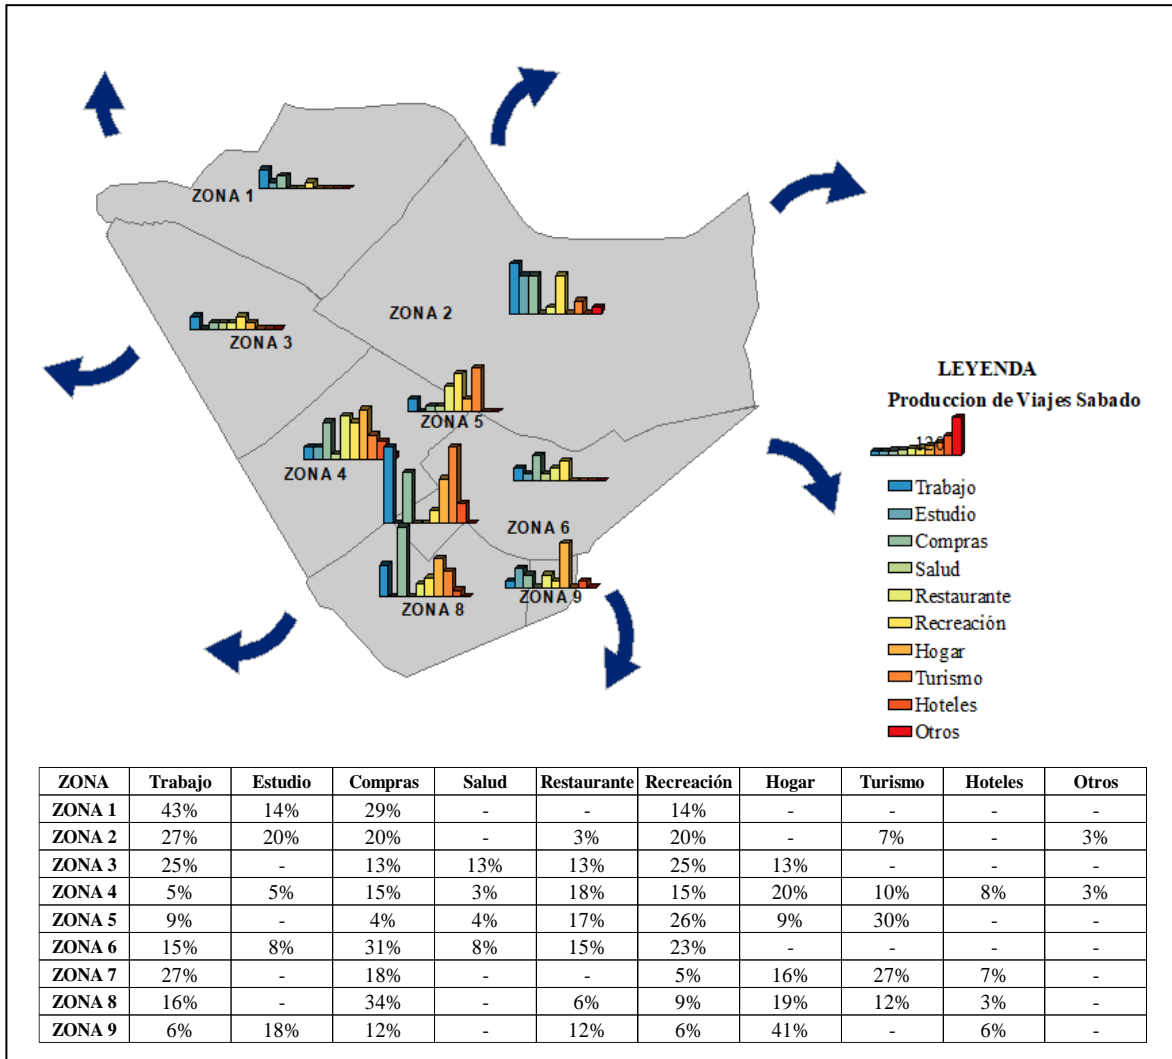 ZONA 1
ZONA 2
ZONA 3
ZONA 5
ZONA 4
ZONA 6
ZONA 8
ZONA 9
LEYENDA
Produccion de Viajes Sabado
Trabajo
Estudio
Compras
Salud
Restaurante
Recreación
Hogar
Turismo
Hoteles
Otros
ZONA Trabajo Estudio Compras Salud Restaurante Recreación Hogar Turismo Hoteles Otros
ZONA 1 43% 14% 29% - - 14% - - - -
ZONA 2 27% 20% 20% - 3% 20% - 7% - 3%
ZONA 3 25% - 13% 13% 13% 25% 13% - - -
ZONA 4 5% 5% 15% 3% 18% 15% 20% 10% 8% 3%
ZONA 5 9% - 4% 4% 17% 26% 9% 30% - -
ZONA 6 15% 8% 31% 8% 15% 23% - - - -
ZONA 7 27% - 18% - - 5% 16% 27% 7% -
ZONA 8 16% - 34% - 6% 9% 19% 12% 3% -
ZONA 9 6% 18% 12% - 12% 6% 41% - 6% -